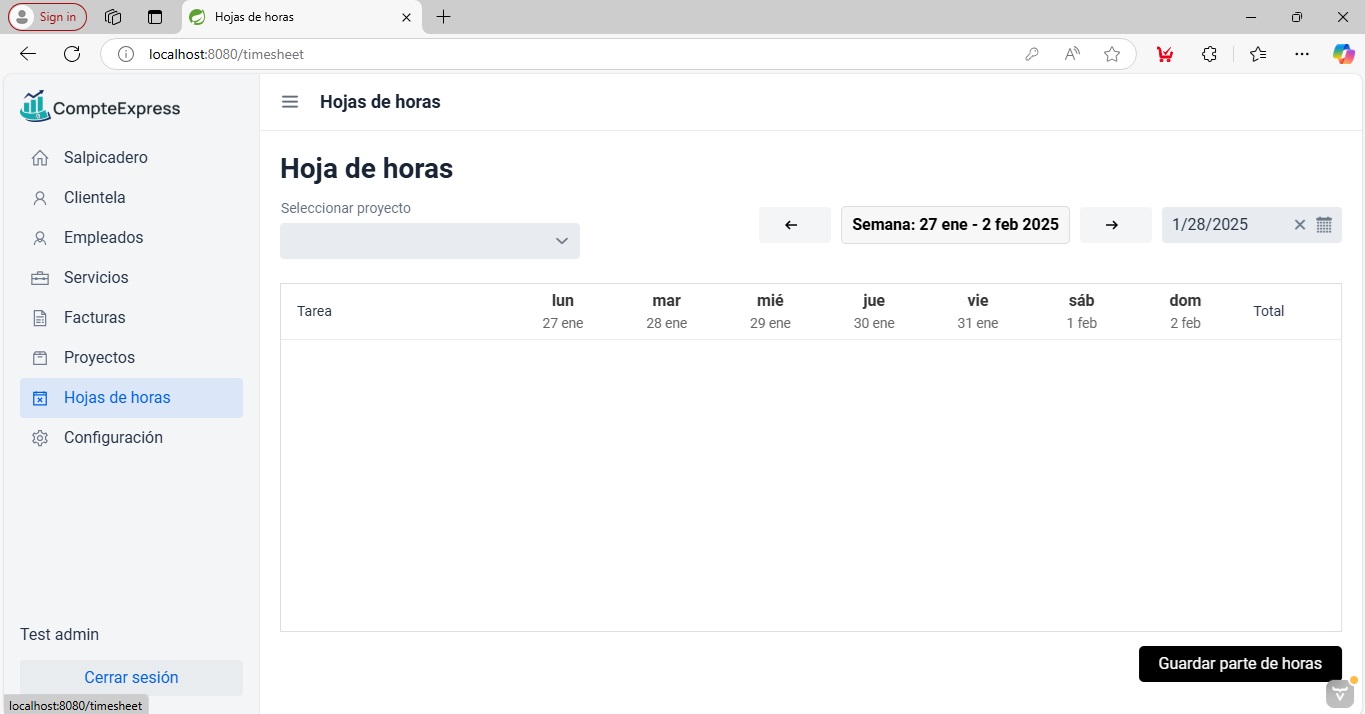 Sign in
Hojas de horas
localhost:8080/timesheet
CompteExpress
Hojas de horas
Salpicadero
Clientela
Empleados
Servicios
Facturas
Proyectos
Hojas de horas
Configuración
Test admin
Cerrar sesión
localhost:8080/timesheet
Hoja de horas
Seleccionar proyecto
Semana: 27 ene - 2 feb 2025
1/28/2025
Tarea lun mar mié jue vie sáb dom Total
27 ene 28 ene 29 ene 30 ene 31 ene 1 feb 2 feb
Guardar parte de horas